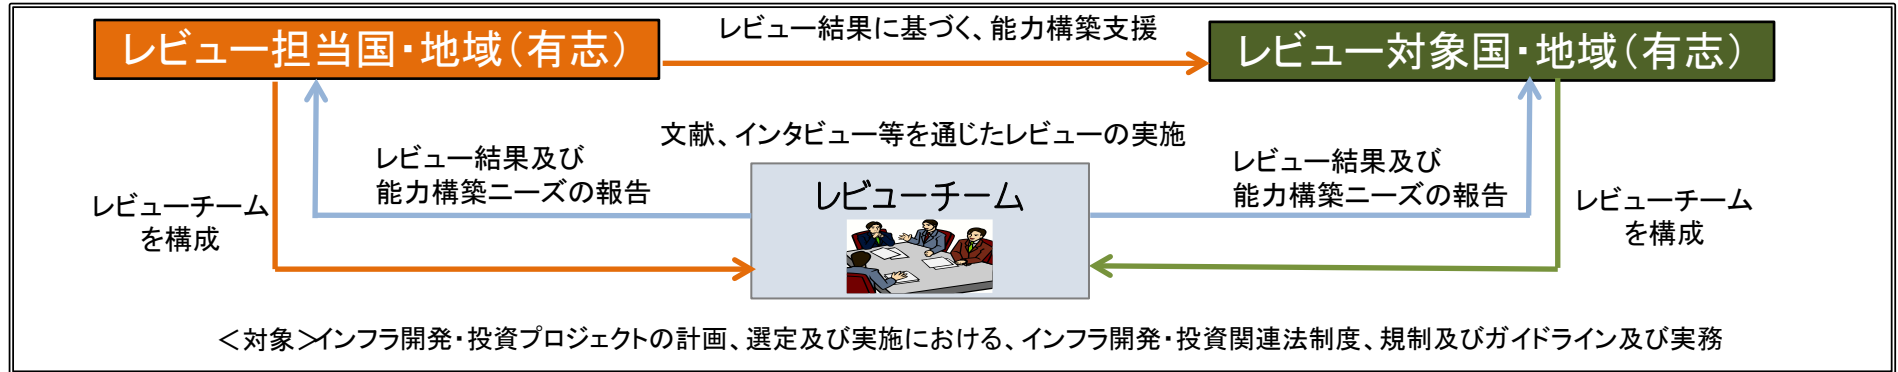 レビュー結果に基づく、能力構築支援
レビュー担当国・地域（有志）
レビュー対象国・地域（有志）
文献、インタビュー等を通じたレビューの実施
レビュー結果及び
能力構築ニーズの報告
レビュー結果及び
能力構築ニーズの報告
レビューチーム
を構成
レビューチーム
レビューチーム
を構成
＜対象＞インフラ開発・投資プロジェクトの計画、選定及び実施における、インフラ開発・投資関連法制度、規制及びガイドライン及び実務